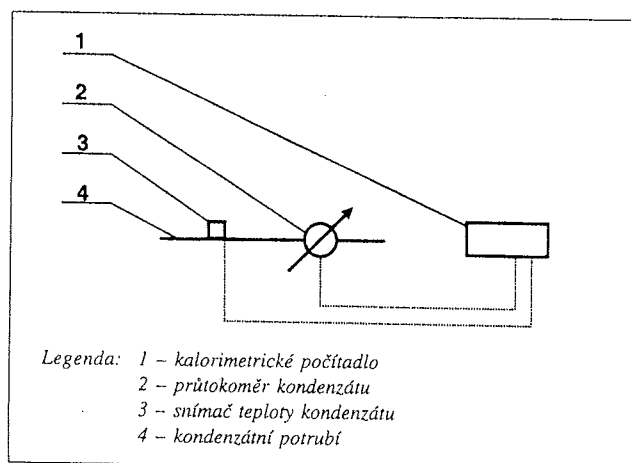 1
2
3
4
Legenda: 1 – kalorimetrické počítadlo
2 – průtokoměr kondenzátu
3 – snímač teploty kondenzátu
4 – kondenzátní potrubí